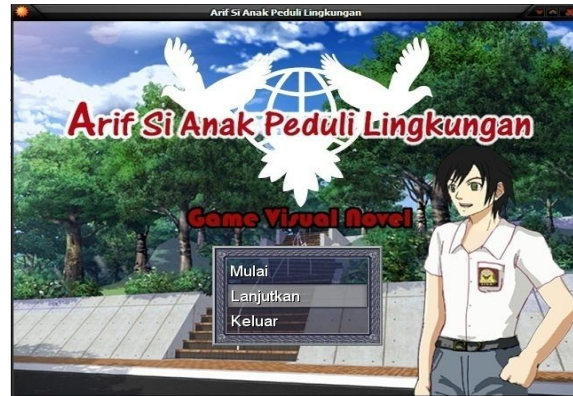 Arif Si Anak Peduli Lingkungan
Arif Si Anak Peduli Lingkungan
Game Visual Novel
Mulai
Lanjutkan
Keluar